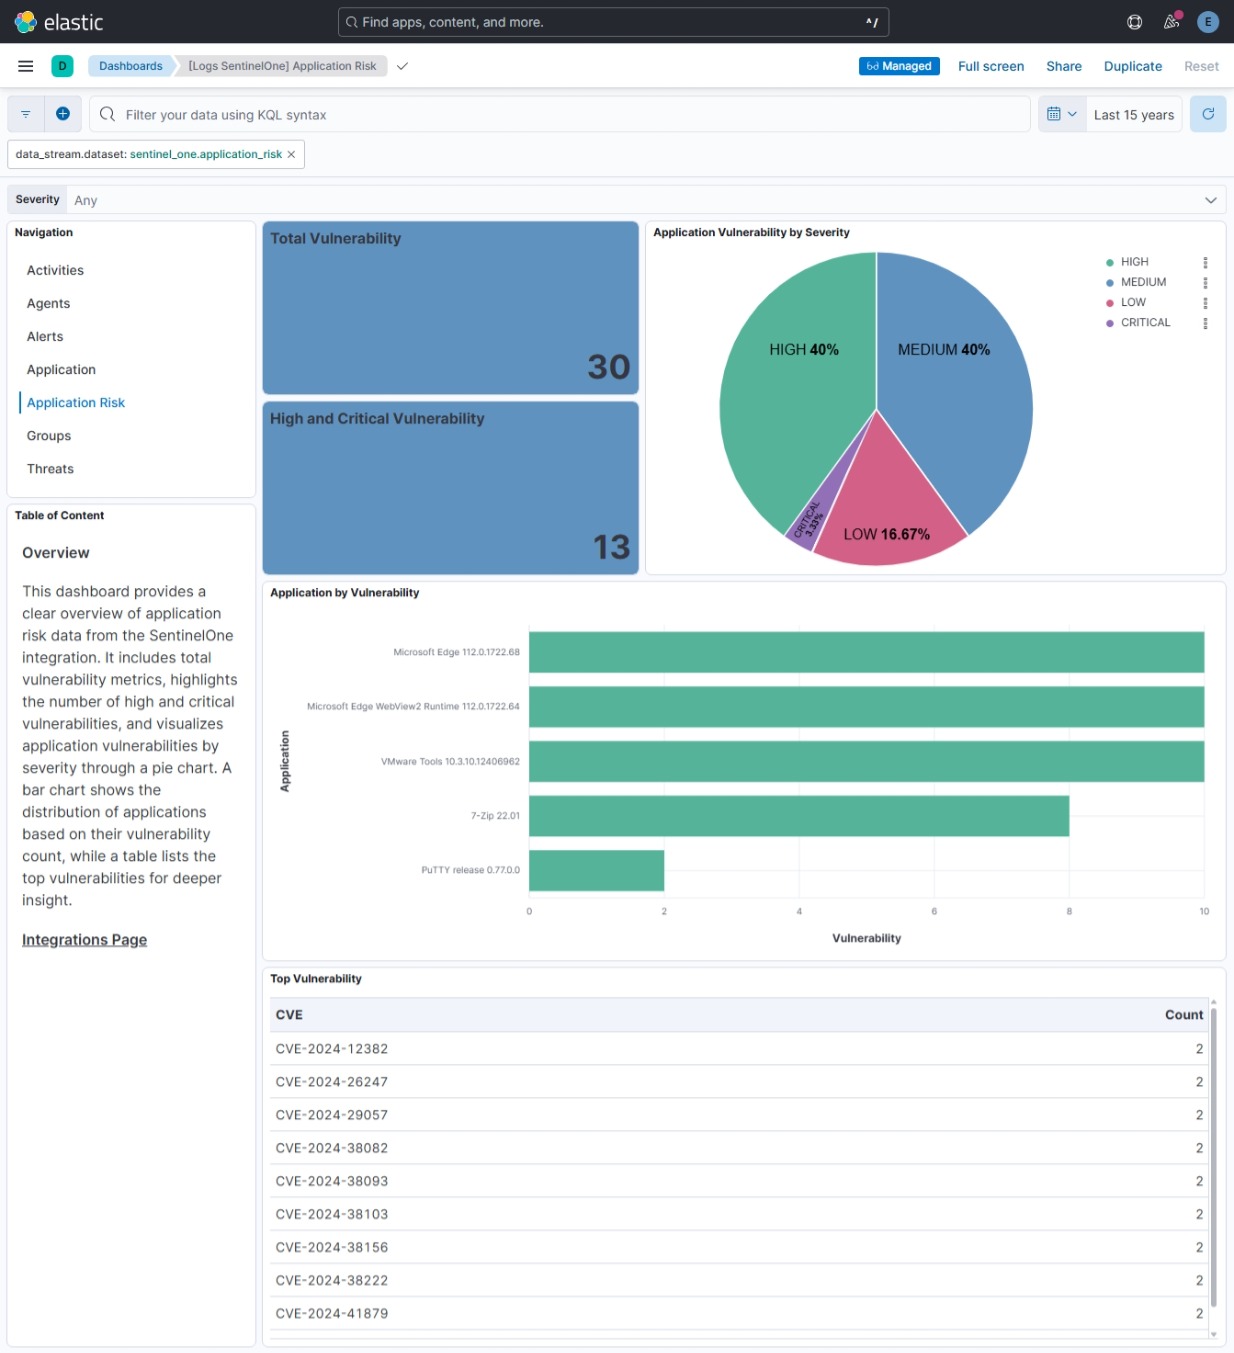 elastic
Find apps, content, and more.
^/
E
D
Dashboards
[Logs SentinelOne] Application Risk
Managed
Full screen
Share
Duplicate
Reset
Filter your data using KQL syntax
Last 15 years
data_stream.dataset: sentinel_one.application_risk ×
Severity
Any
Navigation
Activities
Agents
Alerts
Application
Application Risk
Groups
Threats
Table of Content
Overview
This dashboard provides a
clear overview of application
risk data from the SentinelOne
integration. It includes total
vulnerability metrics, highlights
the number of high and critical
vulnerabilities, and visualizes
application vulnerabilities by
severity through a pie chart. A
bar chart shows the
distribution of applications
based on their vulnerability
count, while a table lists the
top vulnerabilities for deeper
insight.
Integrations Page
Total Vulnerability
30
High and Critical Vulnerability
13
Application Vulnerability by Severity
HIGH 40%
MEDIUM 40%
CRITICAL
3.33%
LOW 16.67%
HIGH
MEDIUM
LOW
CRITICAL
Application by Vulnerability
Application
Microsoft Edge 112.0.1722.68
Microsoft Edge WebView2 Runtime 112.0.1722.64
VMware Tools 10.3.10.12406962
7-Zip 22.01
PuTTY release 0.77.0.0
0 2 4 6 8 10
Vulnerability
Top Vulnerability
CVE Count
CVE-2024-12382 2
CVE-2024-26247 2
CVE-2024-29057 2
CVE-2024-38082 2
CVE-2024-38093 2
CVE-2024-38103 2
CVE-2024-38156 2
CVE-2024-38222 2
CVE-2024-41879 2